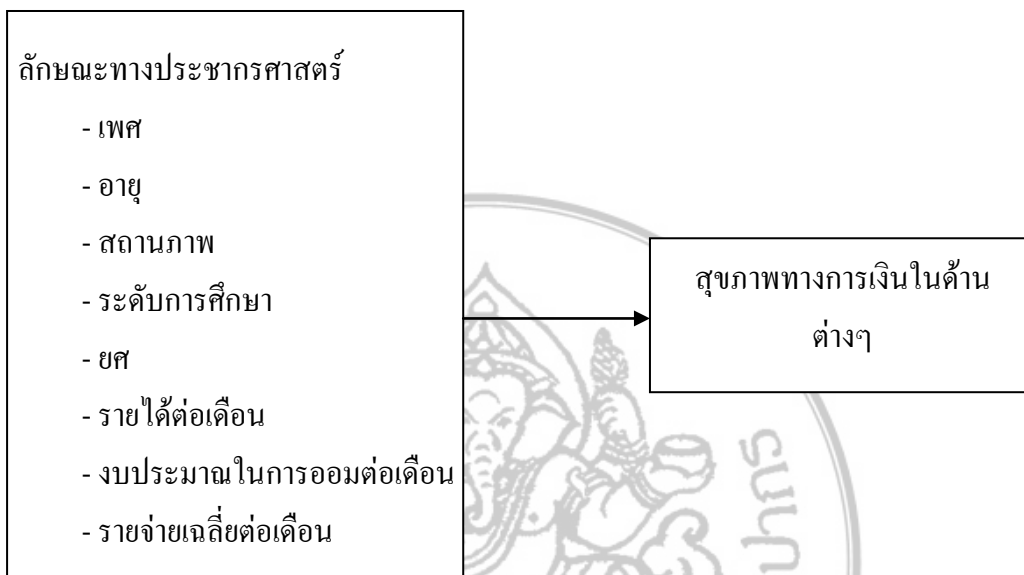 ลักษณะทางประชากรศาสตร์
- เพศ
- อายุ
- สถานภาพ
- ระดับการศึกษา
- ยศ
- รายได้ต่อเดือน
- งบประมาณในการออมต่อเดือน
- รายจ่ายเฉลี่ยต่อเดือน
สุขภาพทางการเงินในด้าน
ต่างๆ